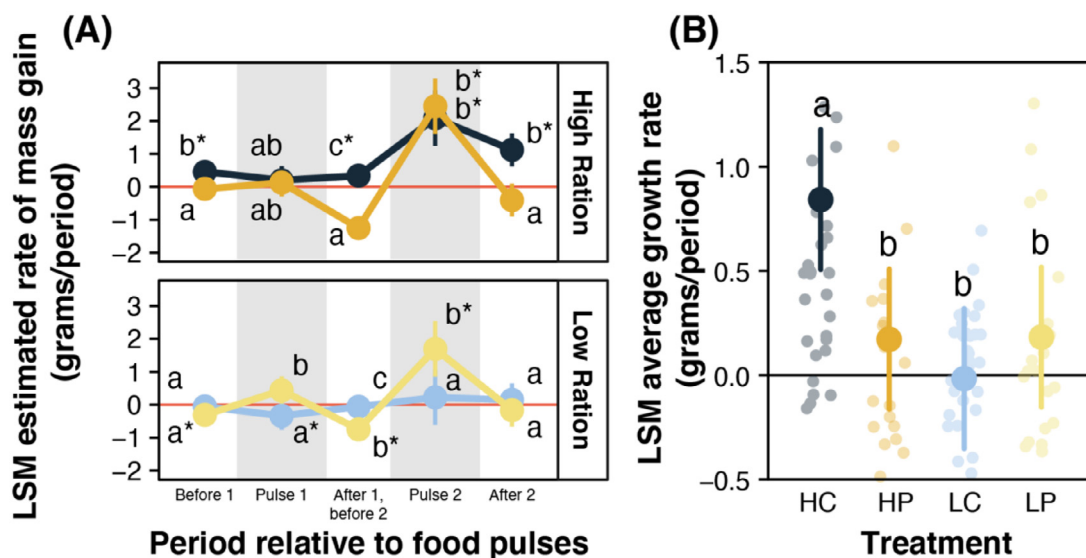 (A)
LSM estimated rate of mass gain
(grams/period)
3
2
1
0
−1
−2
b*
a
ab
ab
c*
a
b*
b*
b*
a
High Ration
3
2
1
0
−1
−2
a
a*
b
a*
c
b*
b*
a
a
a
Low Ration
Before 1
Pulse 1
After 1,
before 2
Pulse 2
After 2
Period relative to food pulses
(B)
LSM average growth rate
(grams/period)
1.5
1.0
0.5
0.0
−0.5
a
b
b
b
HC
HP
LC
LP
Treatment